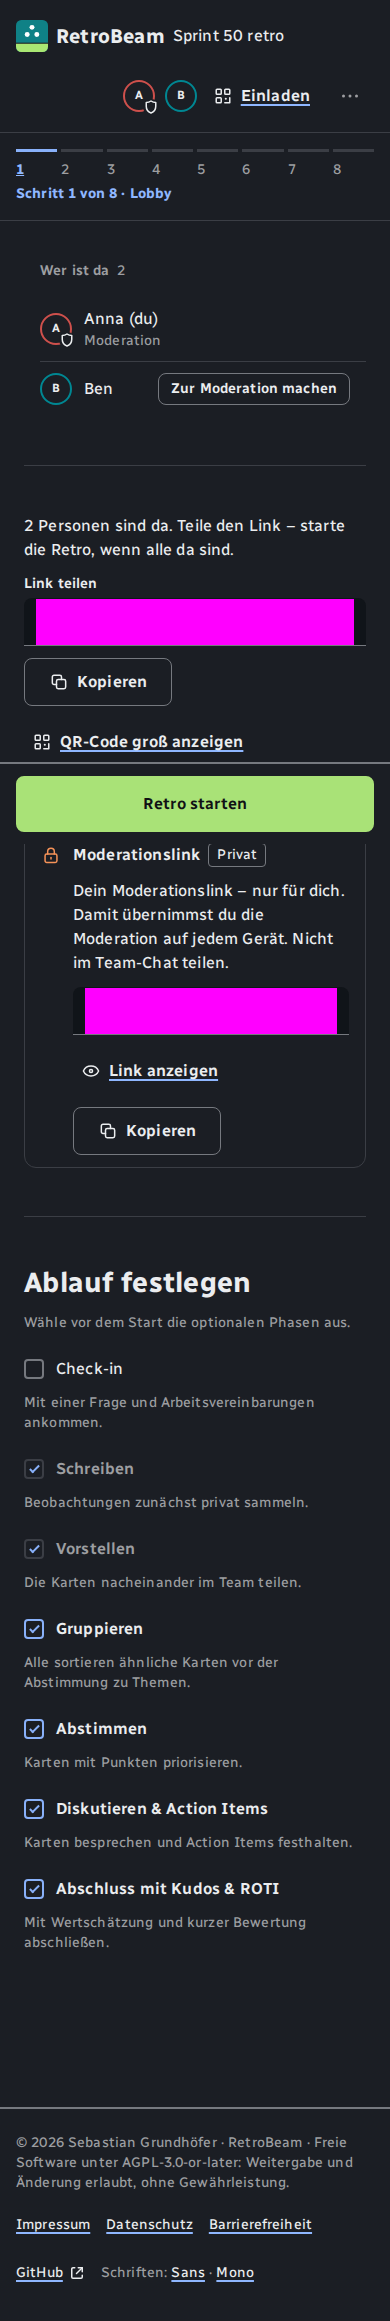 RetroBeam Sprint 50 retro
A B Einladen
1 2 3 4 5 6 7 8
Schritt 1 von 8 · Lobby
Wer ist da 2
A Anna (du)
Moderation
B Ben Zur Moderation machen
2 Personen sind da. Teile den Link – starte
die Retro, wenn alle da sind.
Link teilen
Kopieren
QR-Code groß anzeigen
Retro starten
Moderationslink Privat
Dein Moderationslink – nur für dich.
Damit übernimmst du die
Moderation auf jedem Gerät. Nicht
im Team-Chat teilen.
Link anzeigen
Kopieren
Ablauf festlegen
Wähle vor dem Start die optionalen Phasen aus.
Check-in
Mit einer Frage und Arbeitsvereinbarungen
ankommen.
Schreiben
Beobachtungen zunächst privat sammeln.
Vorstellen
Die Karten nacheinander im Team teilen.
Gruppieren
Alle sortieren ähnliche Karten vor der
Abstimmung zu Themen.
Abstimmen
Karten mit Punkten priorisieren.
Diskutieren & Action Items
Karten besprechen und Action Items festhalten.
Abschluss mit Kudos & ROTI
Mit Wertschätzung und kurzer Bewertung
abschließen.
© 2026 Sebastian Grundhöfer · RetroBeam · Freie
Software unter AGPL-3.0-or-later: Weitergabe und
Änderung erlaubt, ohne Gewährleistung.
Impressum Datenschutz Barrierefreiheit
GitHub Schriften: Sans · Mono